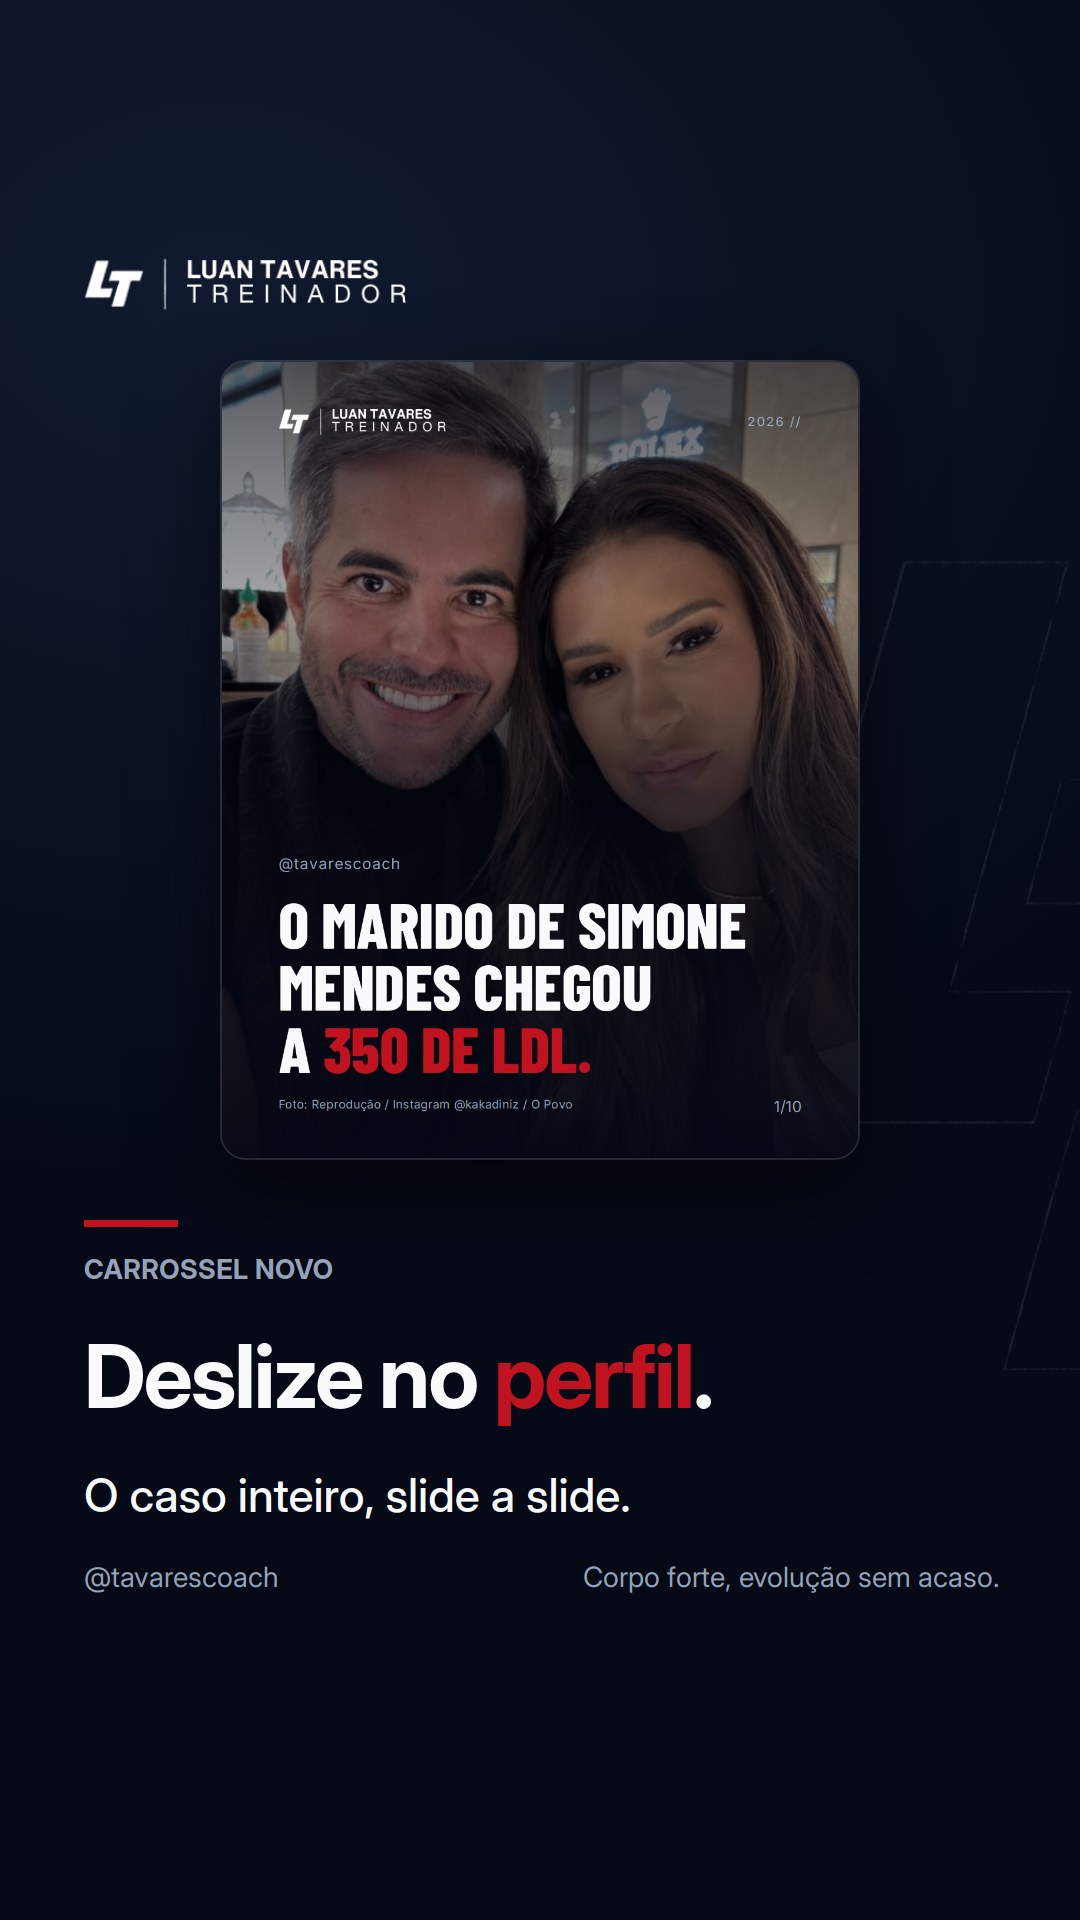 LT
LUAN TAVARES
TREINADOR
LT
LUAN TAVARES
TREINADOR
2026 //
ROLEX
@tavarescoach
O MARIDO DE SIMONE
MENDES CHEGOU
A 350 DE LDL.
Foto: Reprodução / Instagram @kakadiniz / O Povo
1/10
CARROSSEL NOVO
Deslize no perfil.
O caso inteiro, slide a slide.
@tavarescoach
Corpo forte, evolução sem acaso.